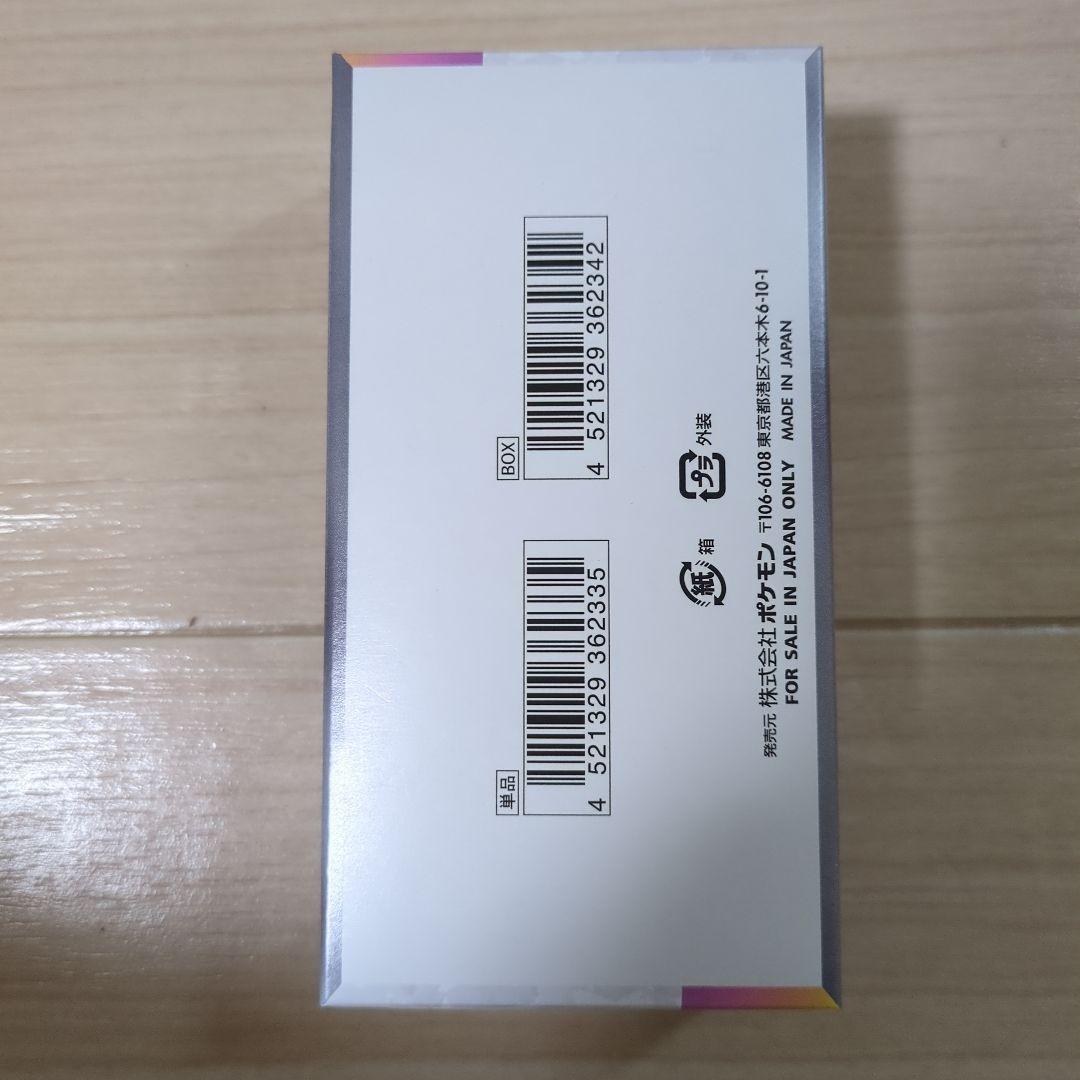 単品
4 521329 362335
BOX
4 521329 362342
紙 箱
プラ 外装
発売元 株式会社 ポケモン 〒106-6108 東京都港区六本木6-10-1
FOR SALE IN JAPAN ONLY MADE IN JAPAN